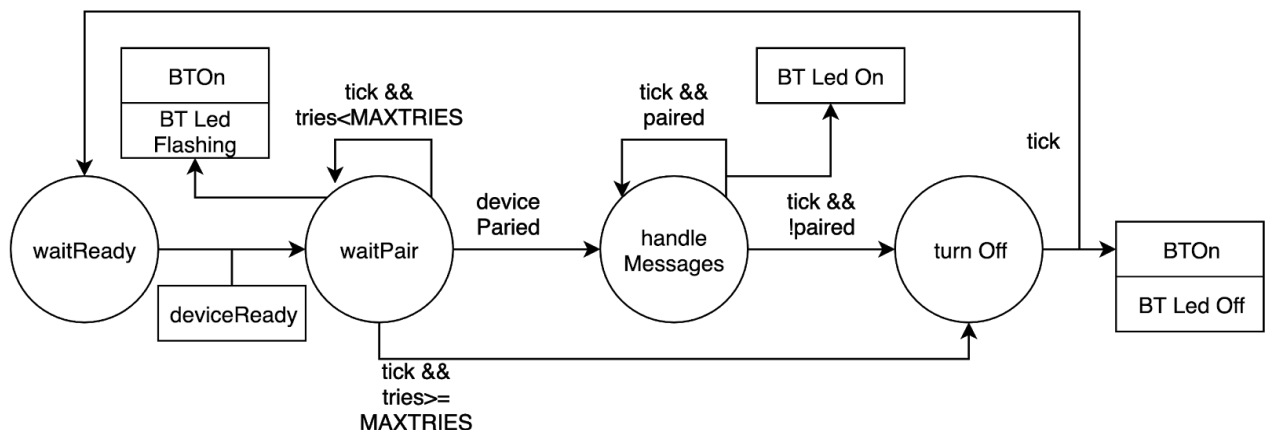 BTOn
BT Led
Flashing
tick &&
tries<MAXTRIES
tick &&
paired
BT Led On
tick
waitReady
deviceReady
waitPair
device
Paried
handle
Messages
tick &&
!paired
turn Off
BTOn
BT Led Off
tick &&
tries>=
MAXTRIES